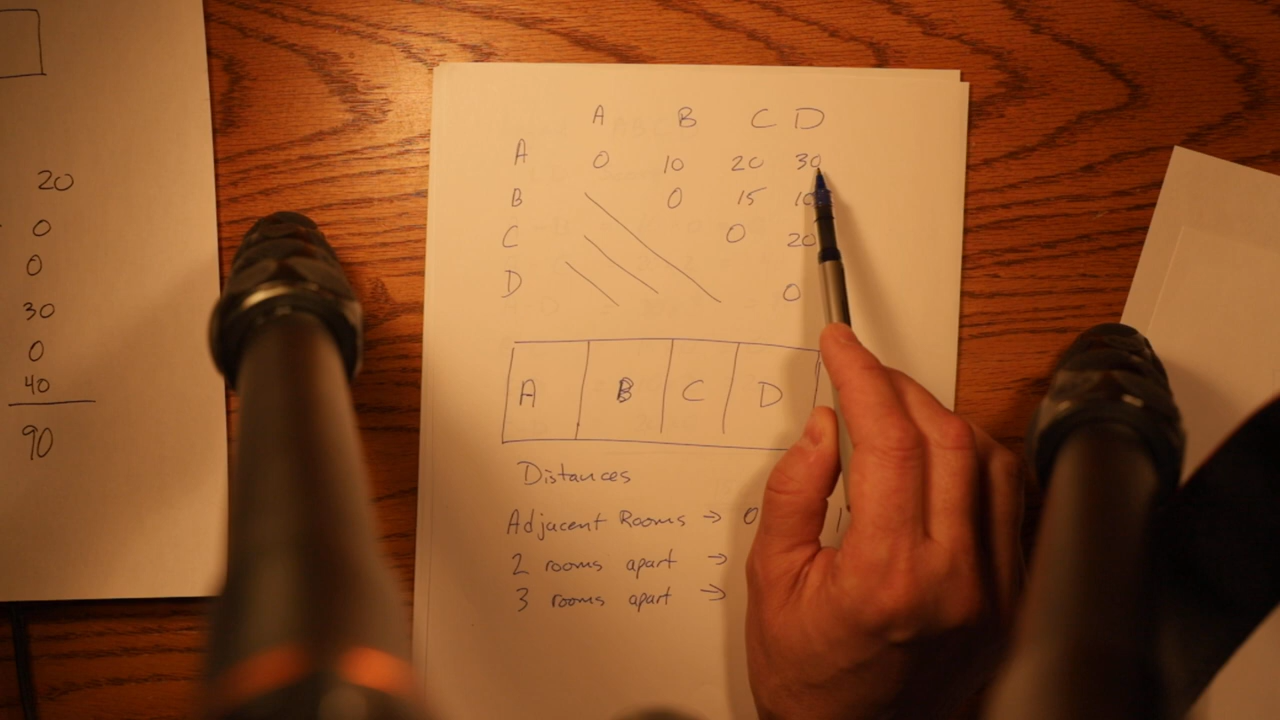 20
0
0
30
0
40
90
A B C D
A 0 10 20 30
B 0 15 10
C 0 20
D 0
A B C D
Distances
Adjacent Rooms → 0
2 rooms apart →
3 rooms apart →